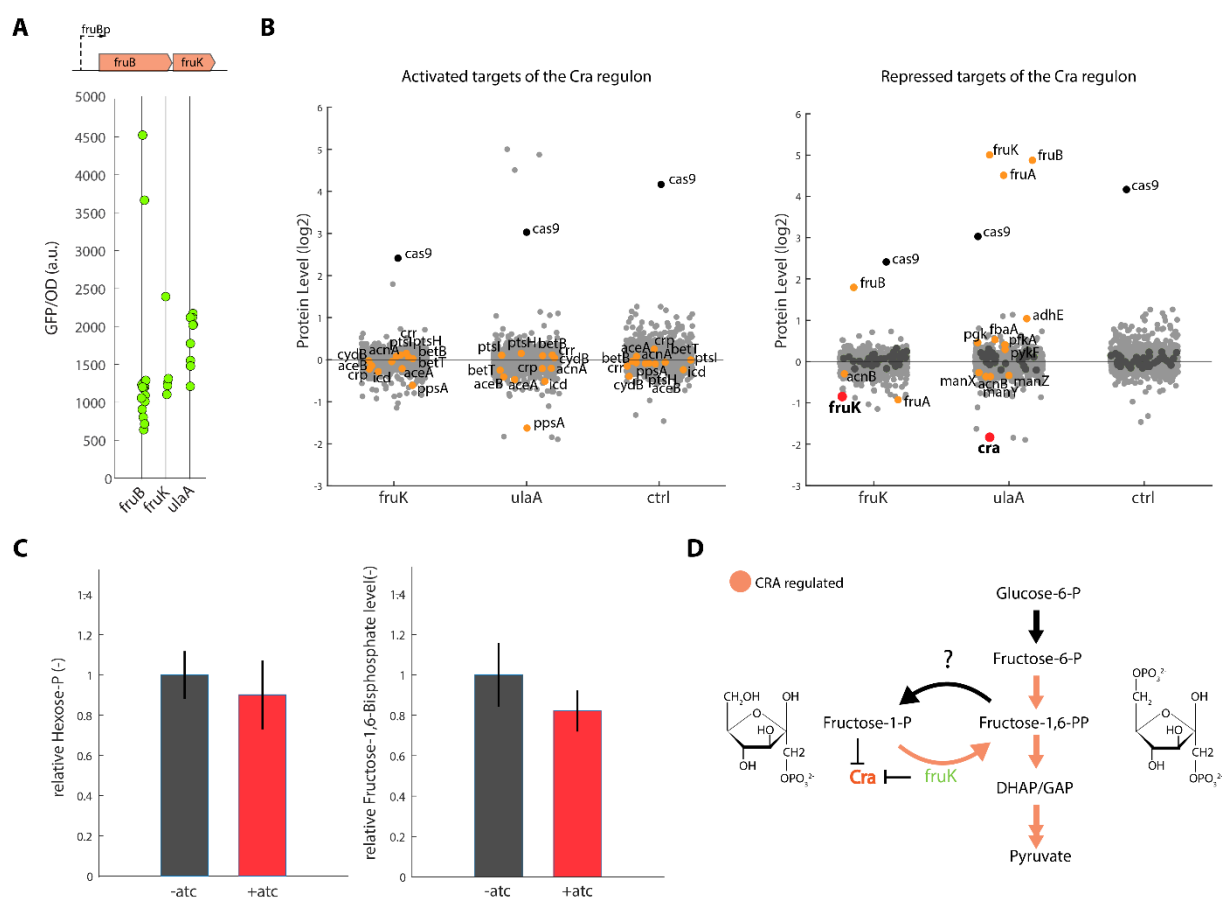 A
fruBp
fruB
fruK
5000
4500
4000
3500
3000
2500
2000
1500
1000
500
0
GFP/OD (a.u.)
fruB
fruK
ulaA
B
Activated targets of the Cra regulon
Protein Level (log2)
6
5
4
3
2
1
0
-1
-2
-3
cas9
crr
ptsI
ptsH
acnA
cydB
betB
betT
aceB
crp
icd
aceA
ppsA
cas9
ptsH
betB
ptsI
crr
cydB
betT
crp
acnA
aceB
aceA
icd
ppsA
cas9
crp
aceA
betB
acnA
betT
ptsI
crr
ppsA
icd
ptsH
cydB
aceB
fruK
ulaA
ctrl
Repressed targets of the Cra regulon
Protein Level (log2)
6
5
4
3
2
1
0
-1
-2
-3
cas9
fruB
acnB
fruK
fruA
fruK
fruB
fruA
cas9
adhE
pgk
fbaA
pfkA
pykF
manX
acnB
manZ
manY
cra
cas9
fruK
ulaA
ctrl
C
relative Hexose-P (-)
1.4
1.2
1
0.8
0.6
0.4
0.2
0
-atc
+atc
relative Fructose-1,6-Bisphosphate level(-)
1.4
1.2
1
0.8
0.6
0.4
0.2
0
-atc
+atc
D
CRA regulated
Glucose-6-P
Fructose-6-P
?
Fructose-1-P
Fructose-1,6-PP
Cra
fruK
DHAP/GAP
Pyruvate
CH₂OH
OH
O
HO
CH2
OH
OPO₃²⁻
OPO₃²⁻
CH₂
OH
O
HO
CH2
OH
OPO₃²⁻